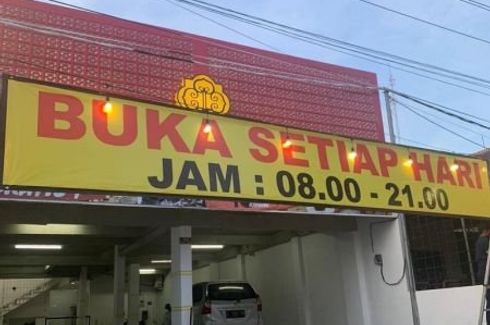 BUKA SETIAP HARI
JAM : 08.00 - 21.00